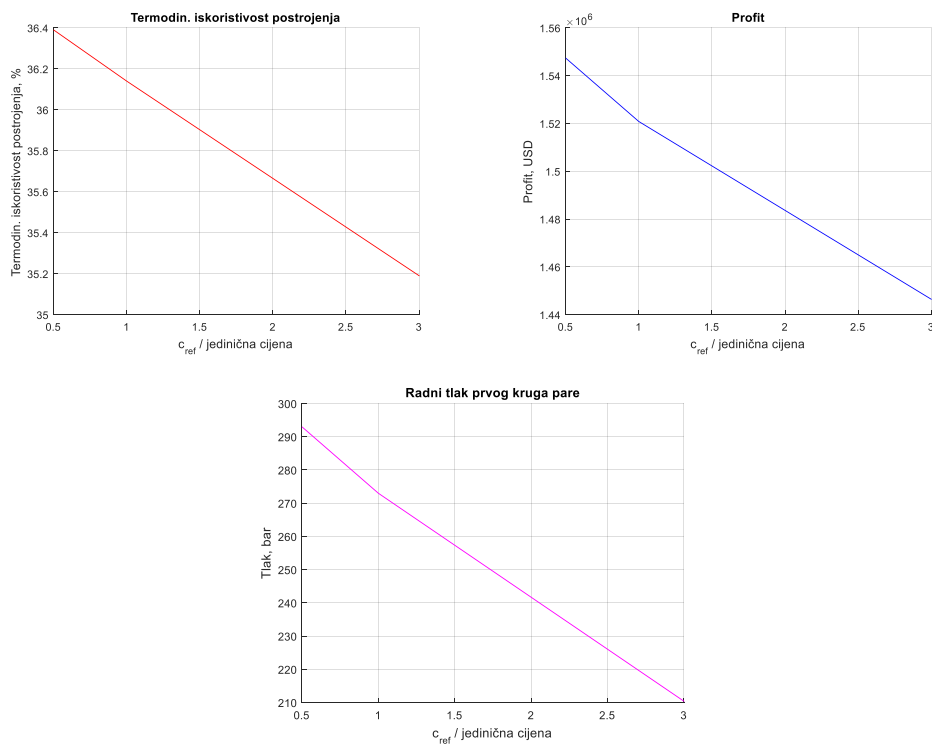 Termodin. iskoristivost postrojenja
Termodin. iskoristivost postrojenja, %
36.4
36.2
36
35.8
35.6
35.4
35.2
35
0.5 1 1.5 2 2.5 3
c_ref / jedinična cijena
Profit
× 10^6
Profit, USD
1.56
1.54
1.52
1.5
1.48
1.46
1.44
0.5 1 1.5 2 2.5 3
c_ref / jedinična cijena
Radni tlak prvog kruga pare
Tlak, bar
300
290
280
270
260
250
240
230
220
210
0.5 1 1.5 2 2.5 3
c_ref / jedinična cijena